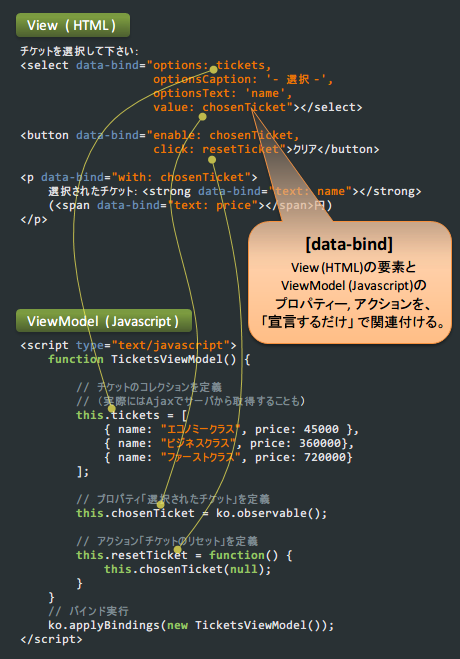 View ( HTML )
チケットを選択して下さい:
<select data-bind="options: tickets,
optionsCaption: '- 選択 -',
optionsText: 'name',
value: chosenTicket"></select>
<button data-bind="enable: chosenTicket,
click: resetTicket">クリア</button>
<p data-bind="with: chosenTicket">
選択されたチケット: <strong data-bind="text: name"></strong>
(<span data-bind="text: price"></span>円)
</p>
[data-bind]
View (HTML)の要素と
ViewModel (Javascript)の
プロパティー, アクションを、
「宣言するだけ」で関連付ける。
ViewModel ( Javascript )
<script type="text/javascript">
function TicketsViewModel() {
// チケットのコレクションを定義
// (実際にはAjaxでサーバから取得することも)
this.tickets = [
{ name: "エコノミークラス", price: 45000 },
{ name: "ビジネスクラス", price: 360000},
{ name: "ファーストクラス", price: 720000}
];
// プロパティ「選択されたチケット」を定義
this.chosenTicket = ko.observable();
// アクション「チケットのリセット」を定義
this.resetTicket = function() {
this.chosenTicket(null);
}
}
// バインド実行
ko.applyBindings(new TicketsViewModel());
</script>